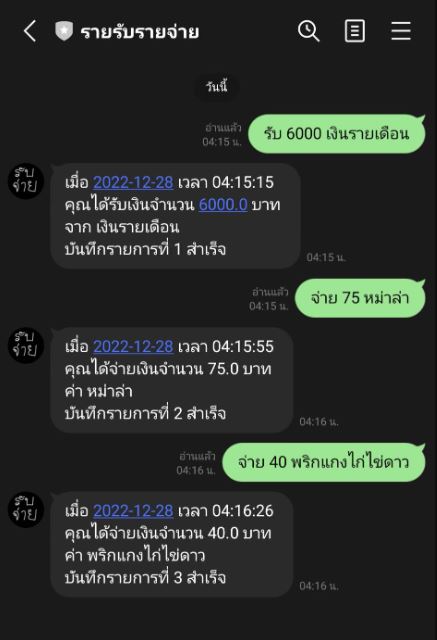 รายรับรายจ่าย
วันนี้
อ่านแล้ว
04:15 น.
รับ 6000 เงินรายเดือน
รับ
จ่าย
เมื่อ 2022-12-28 เวลา 04:15:15
คุณได้รับเงินจำนวน 6000.0 บาท
จาก เงินรายเดือน
บันทึกรายการที่ 1 สำเร็จ
04:15 น.
อ่านแล้ว
04:15 น.
จ่าย 75 หม่าล่า
รับ
จ่าย
เมื่อ 2022-12-28 เวลา 04:15:55
คุณได้จ่ายเงินจำนวน 75.0 บาท
ค่า หม่าล่า
บันทึกรายการที่ 2 สำเร็จ
04:16 น.
อ่านแล้ว
04:16 น.
จ่าย 40 พริกแกงไก่ไข่ดาว
รับ
จ่าย
เมื่อ 2022-12-28 เวลา 04:16:26
คุณได้จ่ายเงินจำนวน 40.0 บาท
ค่า พริกแกงไก่ไข่ดาว
บันทึกรายการที่ 3 สำเร็จ
04:16 น.